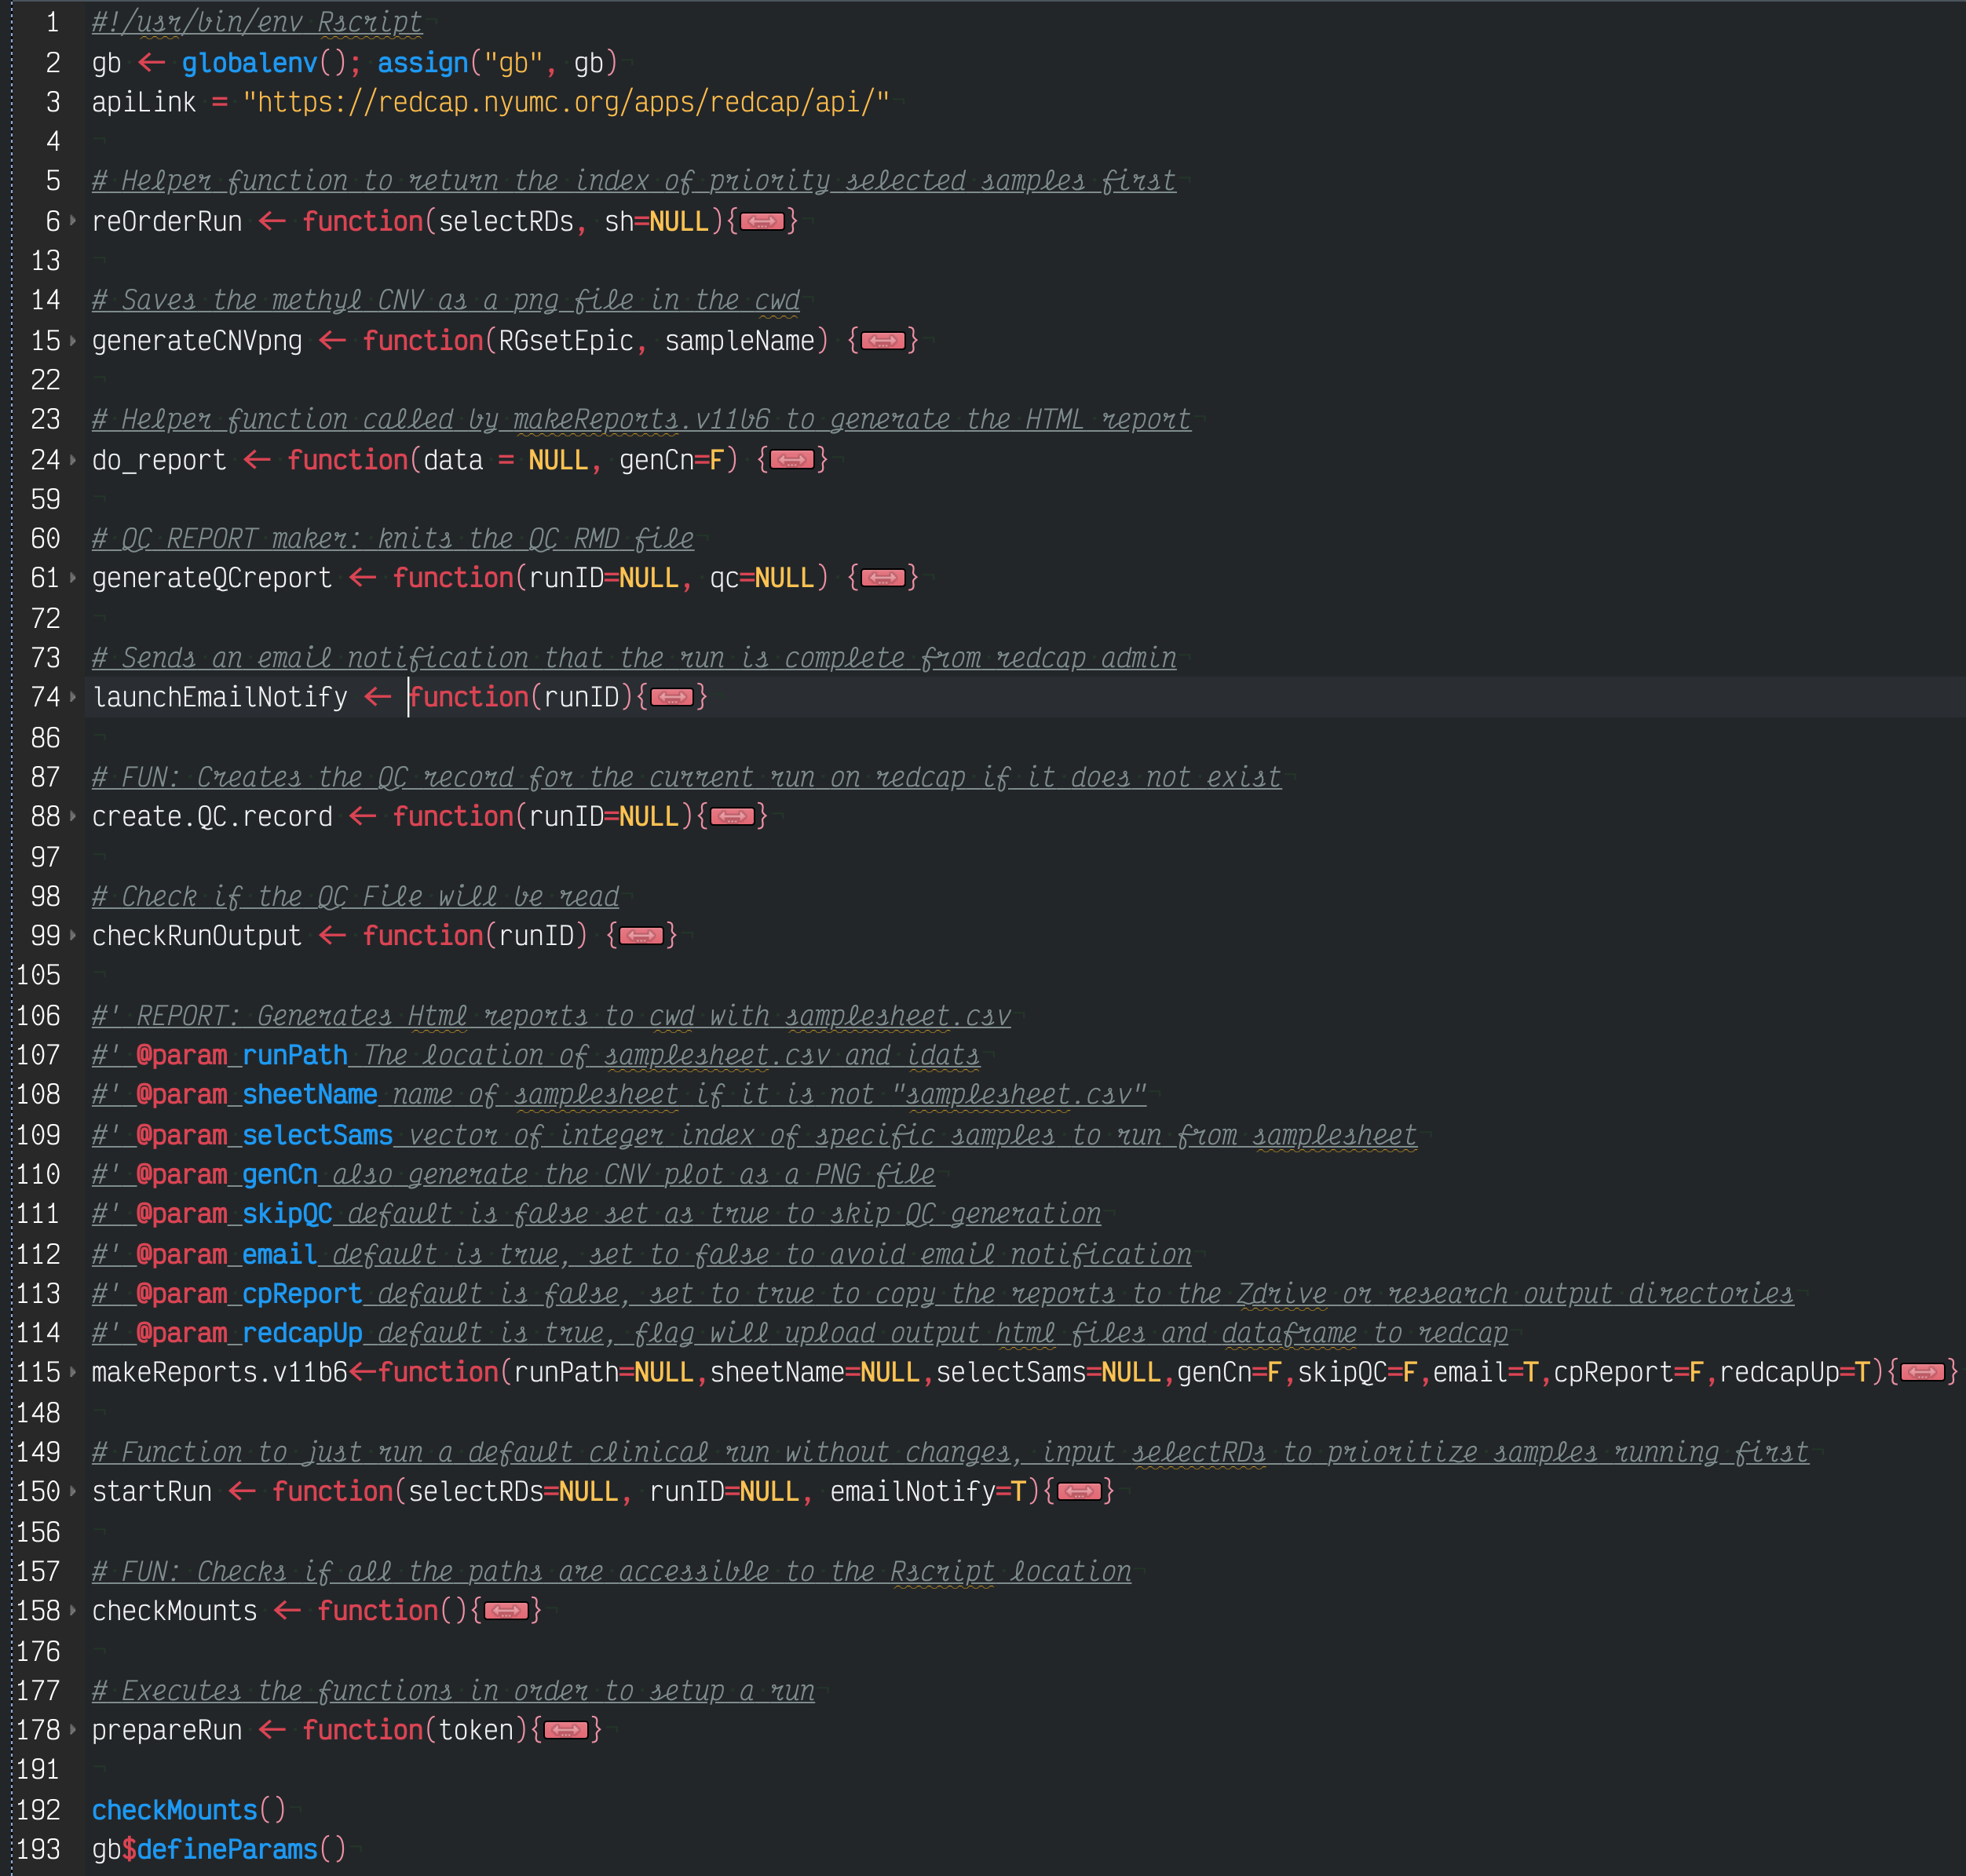 1 #!/usr/bin/env Rscript
2 gb <- globalenv(); assign("gb", gb)
3 apiLink = "https://redcap.nyumc.org/apps/redcap/api/"
4
5 # Helper function to return the index of priority selected samples first
6 reOrderRun <- function(selectRDs, sh=NULL){↔}
13
14 # Saves the methyl CNV as a png file in the cwd
15 generateCNVpng <- function(RGsetEpic, sampleName) {↔}
22
23 # Helper function called by makeReports.v11b6 to generate the HTML report
24 do_report <- function(data = NULL, genCn=F) {↔}
59
60 # QC REPORT maker: knits the QC RMD file
61 generateQCreport <- function(runID=NULL, qc=NULL) {↔}
72
73 # Sends an email notification that the run is complete from redcap admin
74 launchEmailNotify <- function(runID){↔}
86
87 # FUN: Creates the QC record for the current run on redcap if it does not exist
88 create.QC.record <- function(runID=NULL){↔}
97
98 # Check if the QC File will be read
99 checkRunOutput <- function(runID) {↔}
105
106 #' REPORT: Generates Html reports to cwd with samplesheet.csv
107 #' @param runPath The location of samplesheet.csv and idats
108 #' @param sheetName name of samplesheet if it is not "samplesheet.csv"
109 #' @param selectSams vector of integer index of specific samples to run from samplesheet
110 #' @param genCn also generate the CNV plot as a PNG file
111 #' @param skipQC default is false set as true to skip QC generation
112 #' @param email default is true, set to false to avoid email notification
113 #' @param cpReport default is false, set to true to copy the reports to the Zdrive or research output directories
114 #' @param redcapUp default is true, flag will upload output html files and dataframe to redcap
115 makeReports.v11b6<-function(runPath=NULL,sheetName=NULL,selectSams=NULL,genCn=F,skipQC=F,email=T,cpReport=F,redcapUp=T){↔}
148
149 # Function to just run a default clinical run without changes, input selectRDs to prioritize samples running first
150 startRun <- function(selectRDs=NULL, runID=NULL, emailNotify=T){↔}
156
157 # FUN: Checks if all the paths are accessible to the Rscript location
158 checkMounts <- function(){↔}
176
177 # Executes the functions in order to setup a run
178 prepareRun <- function(token){↔}
191
192 checkMounts()
193 gb$defineParams()